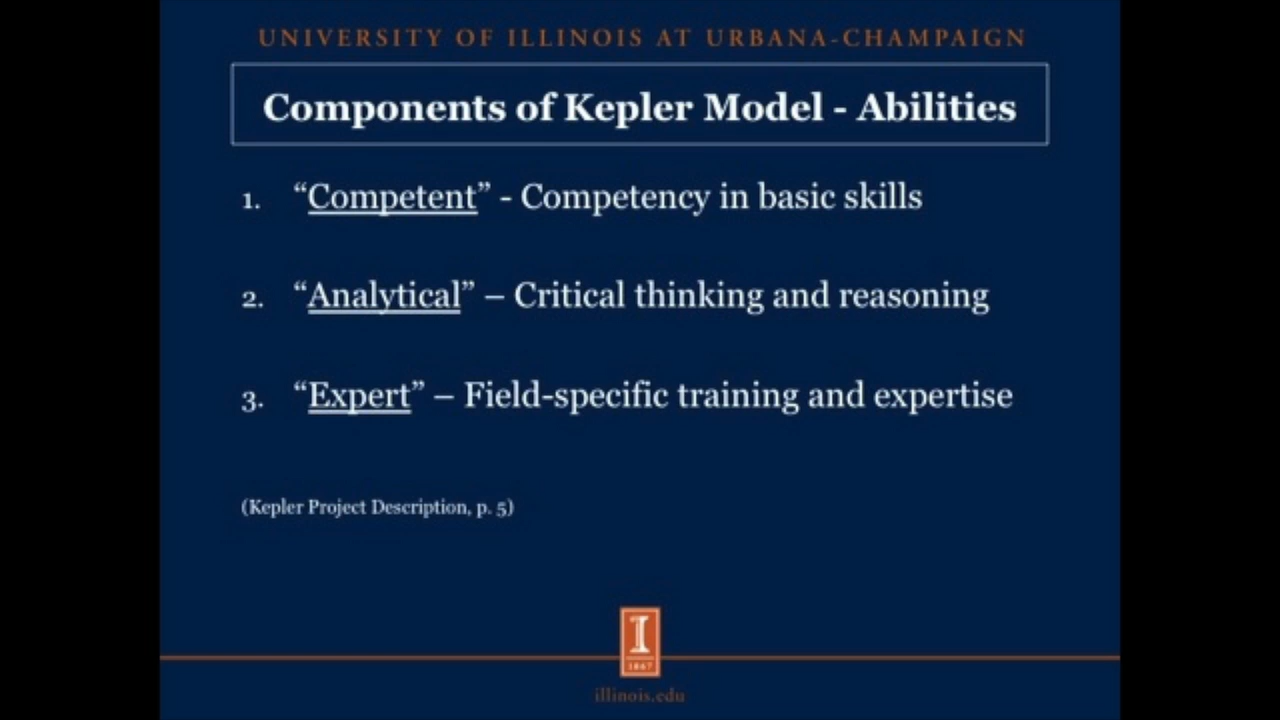 UNIVERSITY OF ILLINOIS AT URBANA-CHAMPAIGN
Components of Kepler Model - Abilities
1. “Competent” - Competency in basic skills
2. “Analytical” – Critical thinking and reasoning
3. “Expert” – Field-specific training and expertise
(Kepler Project Description, p. 5)
I
1867
illinois.edu